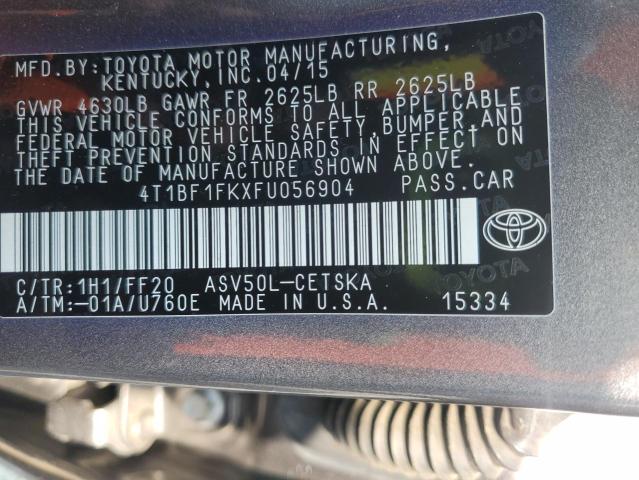 MFD.BY:TOYOTA MOTOR MANUFACTURING,
KENTUCKY, INC.04/15
GVWR 4630LB GAWR FR 2625LB RR 2625LB
THIS VEHICLE CONFORMS TO ALL APPLICABLE
FEDERAL MOTOR VEHICLE SAFETY,BUMPER,AND
THEFT PREVENTION STANDARDS IN EFFECT ON
THE DATE OF MANUFACTURE SHOWN ABOVE.
4T1BF1FKXFU056904 PASS.CAR
C/TR:1H1/FF20 ASV50L-CETSKA
A/TM:-01A/U760E MADE IN U.S.A. 15334